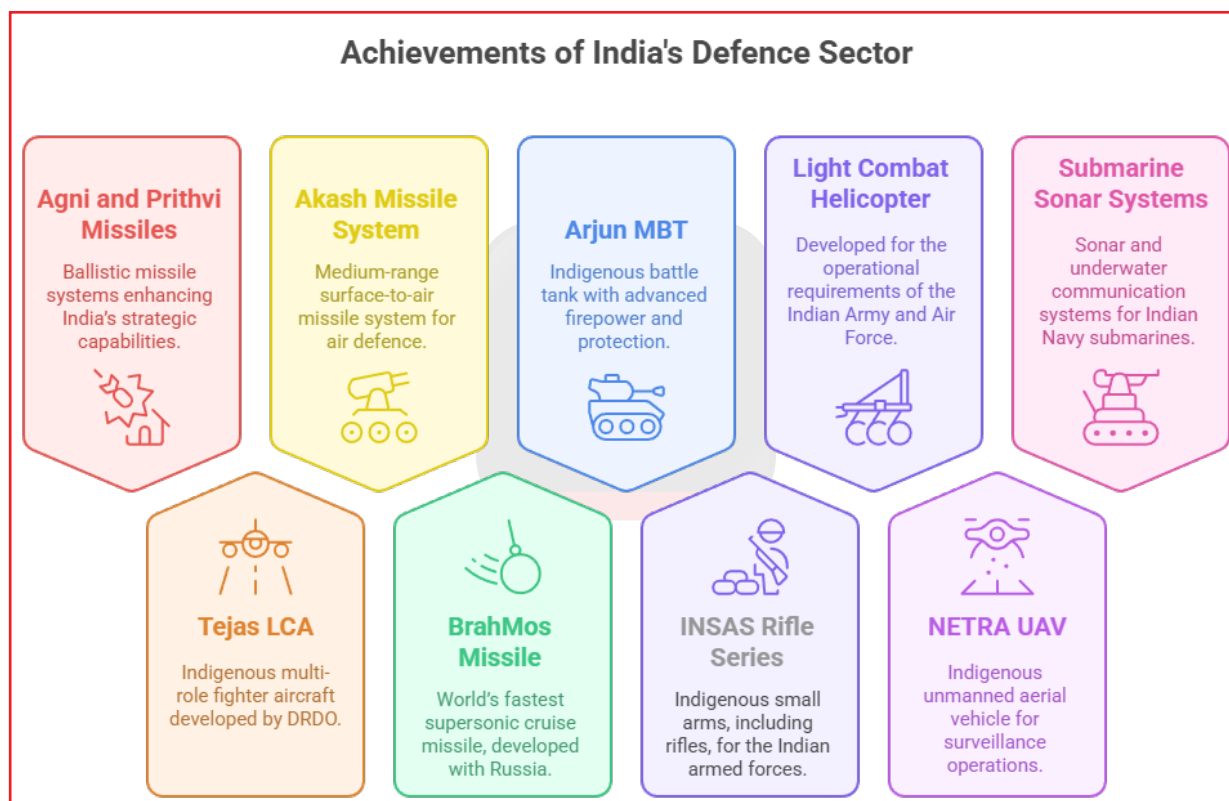 Achievements of India's Defence Sector
Agni and Prithvi
Missiles
Ballistic missile
systems enhancing
India's strategic
capabilities.
Akash Missile
System
Medium-range
surface-to-air
missile system for
air defence.
Arjun MBT
Indigenous battle
tank with advanced
firepower and
protection.
Light Combat
Helicopter
Developed for the
operational
requirements of the
Indian Army and Air
Force.
Submarine
Sonar Systems
Sonar and
underwater
communication
systems for Indian
Navy submarines.
Tejas LCA
Indigenous multi-
role fighter aircraft
developed by DRDO.
BrahMos
Missile
World's fastest
supersonic cruise
missile, developed
with Russia.
INSAS Rifle
Series
Indigenous small
arms, including
rifles, for the Indian
armed forces.
NETRA UAV
Indigenous
unmanned aerial
vehicle for
surveillance
operations.